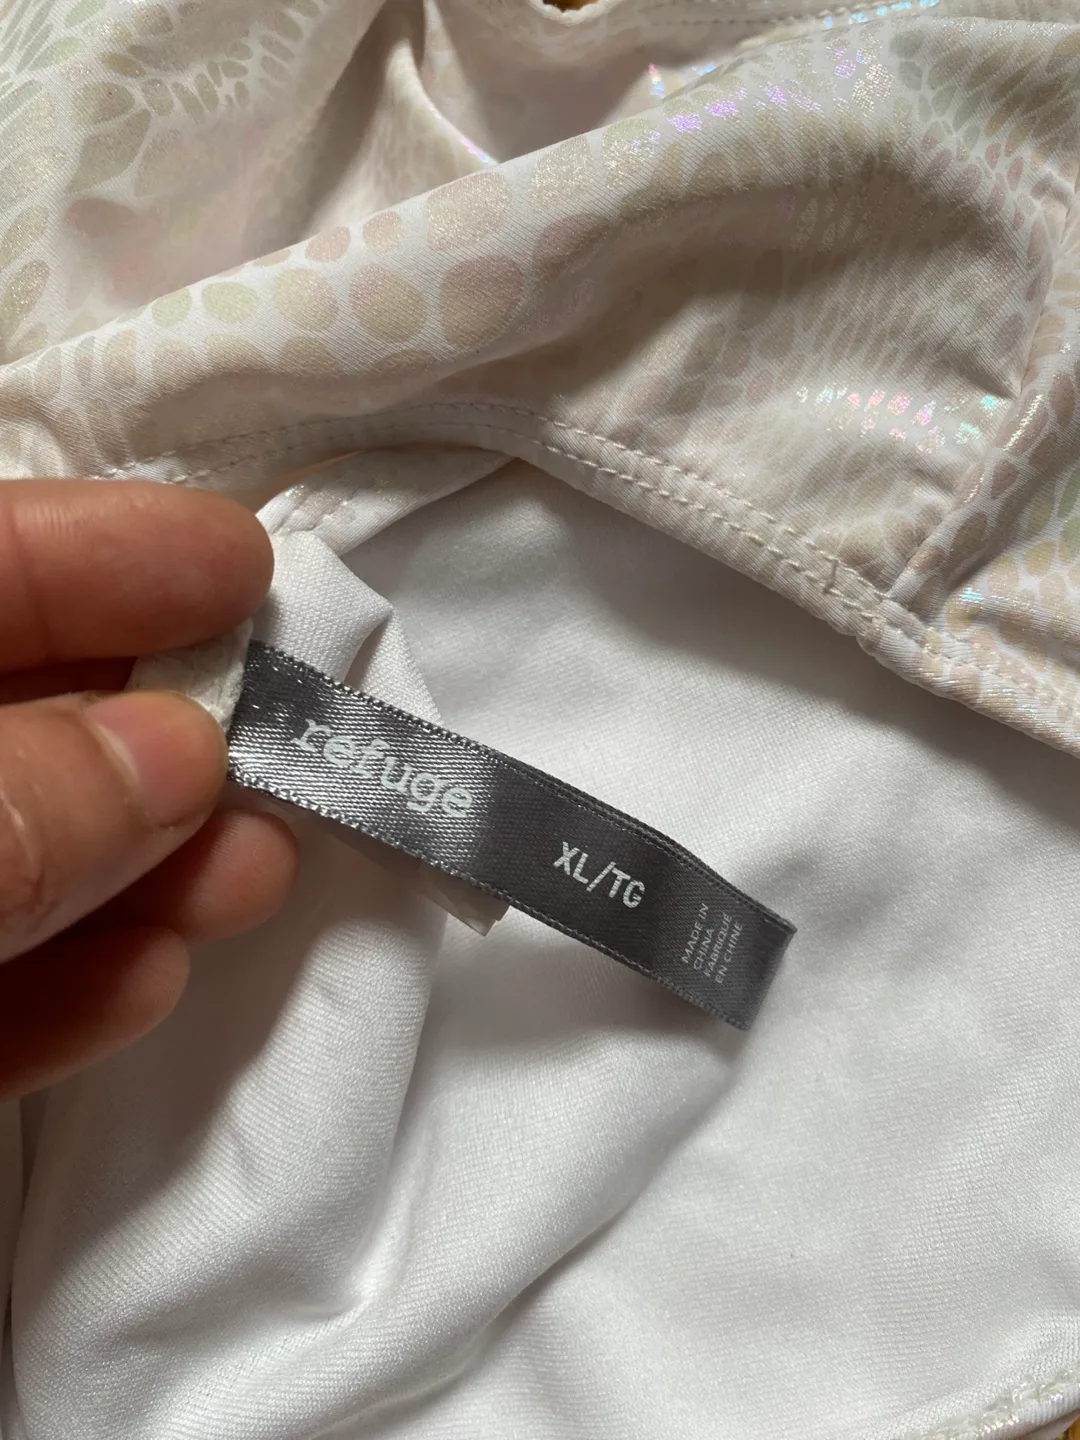 refuge
XL/TG
MADE IN
CHINA
FABRIQUÉ
EN CHINE